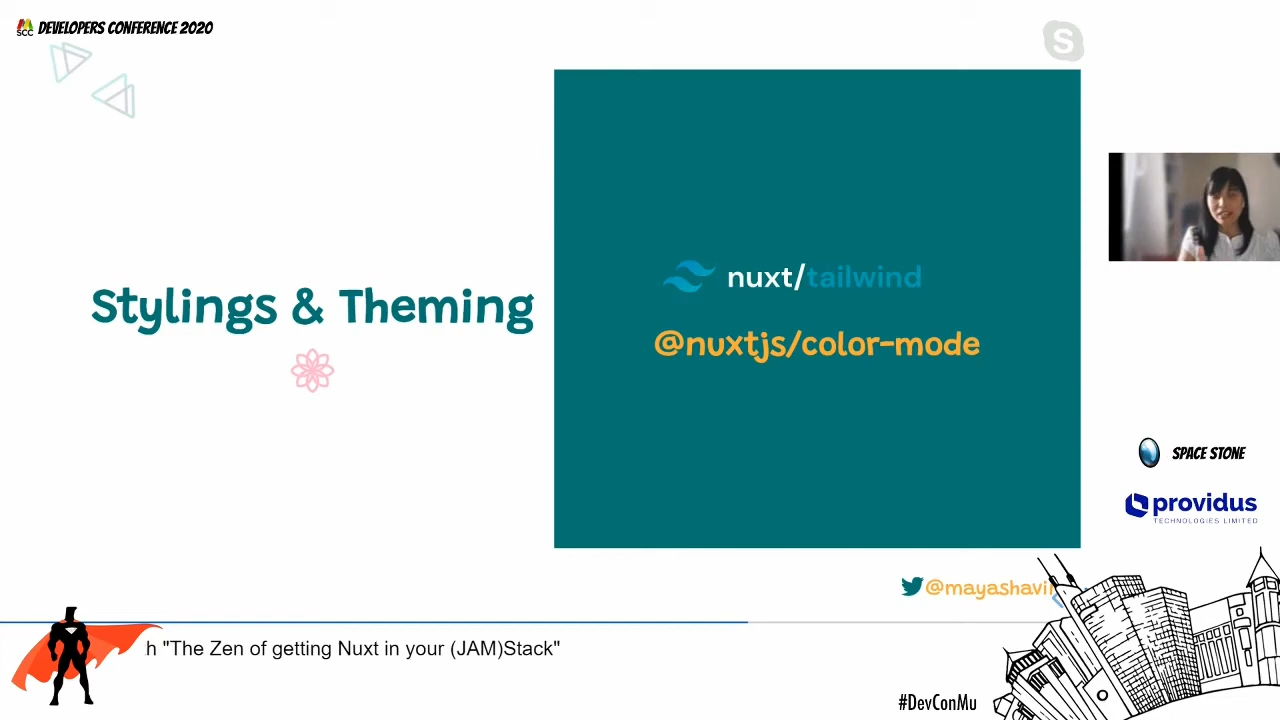 SCC DEVELOPERS CONFERENCE 2020
S
nuxt/tailwind
@nuxtjs/color-mode
Stylings & Theming
SPACE STONE
providus
TECHNOLOGIES LIMITED
@mayashavi
h "The Zen of getting Nuxt in your (JAM)Stack"
#DevConMu